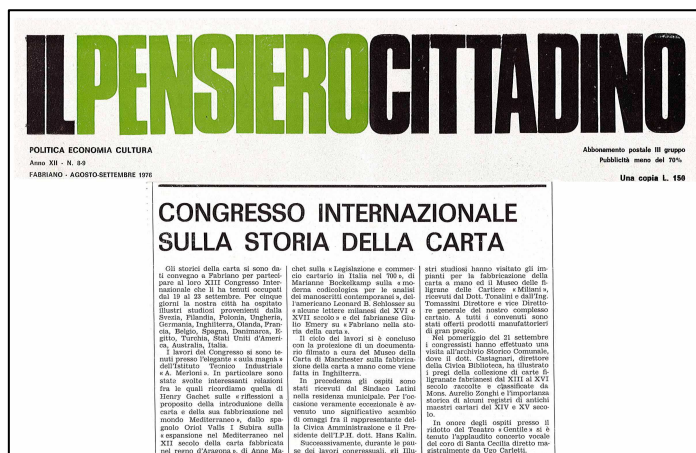 IL PENSIERO CITTADINO
POLITICA ECONOMIA CULTURA
Anno XII - N. 8-9
FABRIANO - AGOSTO-SETTEMBRE 1976
Abbonamento postale III gruppo
Pubblicità meno del 70%
Una copia L. 150
CONGRESSO INTERNAZIONALE
SULLA STORIA DELLA CARTA
Gli storici della carta si sono da-
ti convegno a Fabriano per parteci-
pare al loro XIII Congresso Inter-
nazionale che li ha tenuti occupati
dal 19 al 23 settembre. Per cinque
giorni la nostra città ha ospitato
illustri studiosi provenienti dalla
Svezia, Filandia, Polonia, Ungheria,
Germania, Inghilterra, Olanda, Fran-
cia, Belgio, Spagna, Danimarca, E-
gitto, Turchia, Stati Uniti d'Ameri-
ca, Australia, Italia.
I lavori del Congresso si sono te-
nuti presso l'elegante « aula magna »
dell'Istituto Tecnico Industriale
« A. Merloni ». In particolare sono
state svolte interessanti relazioni
fra le quali ricordiamo quella di
Henry Gachet sulle « riflessioni a
proposito della introduzione della
carta e della sua fabbricazione nel
mondo Mediterraneo », dallo spa-
gnolo Oriol Valls I Subira sulla
« espansione nel Mediterraneo nel
XII secolo della carta fabbricata
nel regno d'Aragona », di Anne Ma-
chet sulla « Legislazione e commer-
cio cartario in Italia nel 700 », di
Marianne Bockelkamp sulla « mo-
derna codicologica per le analisi
dei manoscritti contemporanei », del-
l'americano Leonard B. Schlosser su
« alcune lettere milanesi del XVI e
XVII secolo » e del fabrianese Giu-
lio Emery su « Fabriano nella sto-
ria della carta ».
Il ciclo dei lavori si è concluso
con la proiezione di un documenta-
rio filmato a cura del Museo della
Carta di Manchester sulla fabbrica-
zione della carta a mano come viene
fatta in Inghilterra.
In precedenza gli ospiti sono
stati ricevuti dal Sindaco Latini
nella residenza municipale. Per l'oc-
casione veramente eccezionale è av-
venuto uno significativo scambio
di omaggi fra il rappresentante del-
la Civica Amministrazione e il Pre-
sidente dell'I.P.H. dott. Hans Kalin.
Successivamente, durante le pau-
se dei lavori congressuali, gli illu-
stri studiosi hanno visitato gli im-
pianti per la fabbricazione della
carta a mano ed il Museo delle fi-
ligrane delle Cartiere « Miliani »,
ricevuti dal Dott. Tonalini e dall'Ing.
Tomassini Direttore e vice Diretto-
re generale del nostro complesso
cartaio. A tutti i convenuti sono
stati offerti prodotti manufattorieri
di gran pregio.
Nel pomeriggio del 21 settembre
i congressisti hanno effettuato una
visita all'archivio Storico Comunale,
dove il dott. Castagnari, direttore
della Civica Biblioteca, ha illustrato
i pregi della collezione di carte fi-
ligranate fabrianesi dal XIII al XVI
secolo raccolte e classificate da
Mons. Aurelio Zonghi e l'importanza
storica di alcuni registri di antichi
maestri cartari del XIV e XV seco-
lo.
In onore degli ospiti presso il
ridotto del Teatro « Gentile » si è
tenuto l'applaudito concerto vocale
del coro di Santa Cecilia diretto ma-
gistralmente da Ugo Carletti.